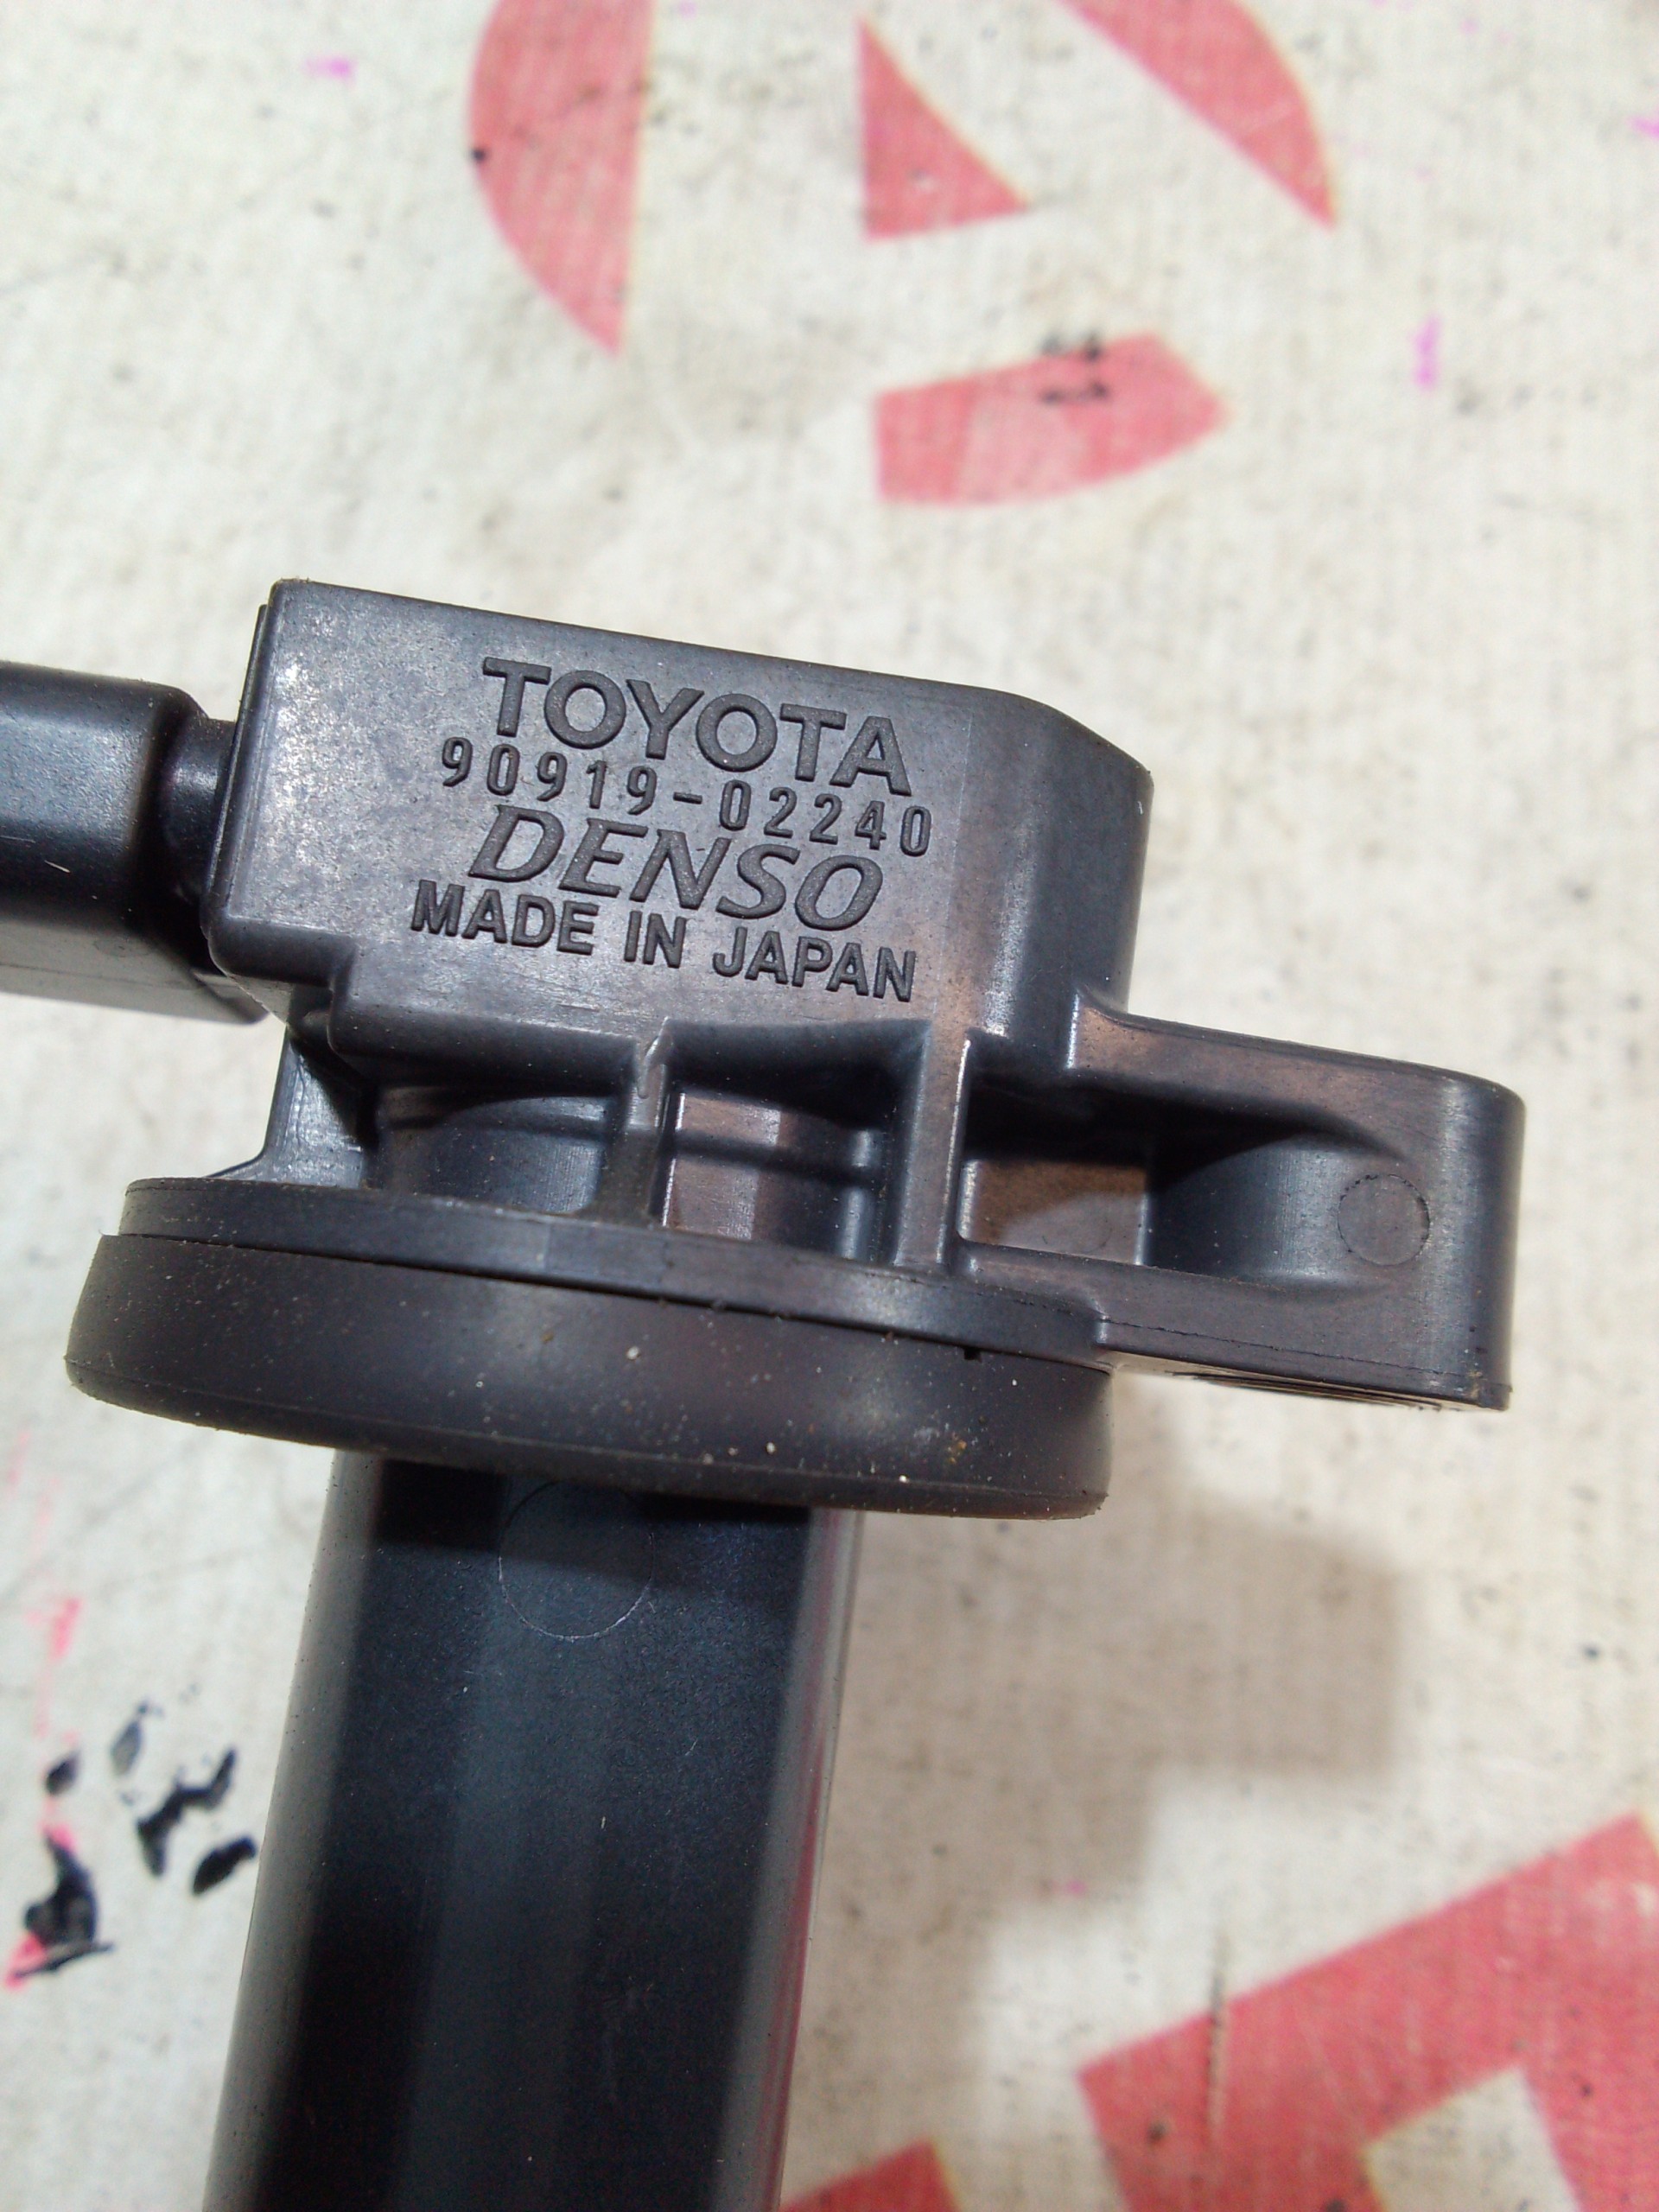 TOYOTA
90919-02240
DENSO
MADE IN JAPAN